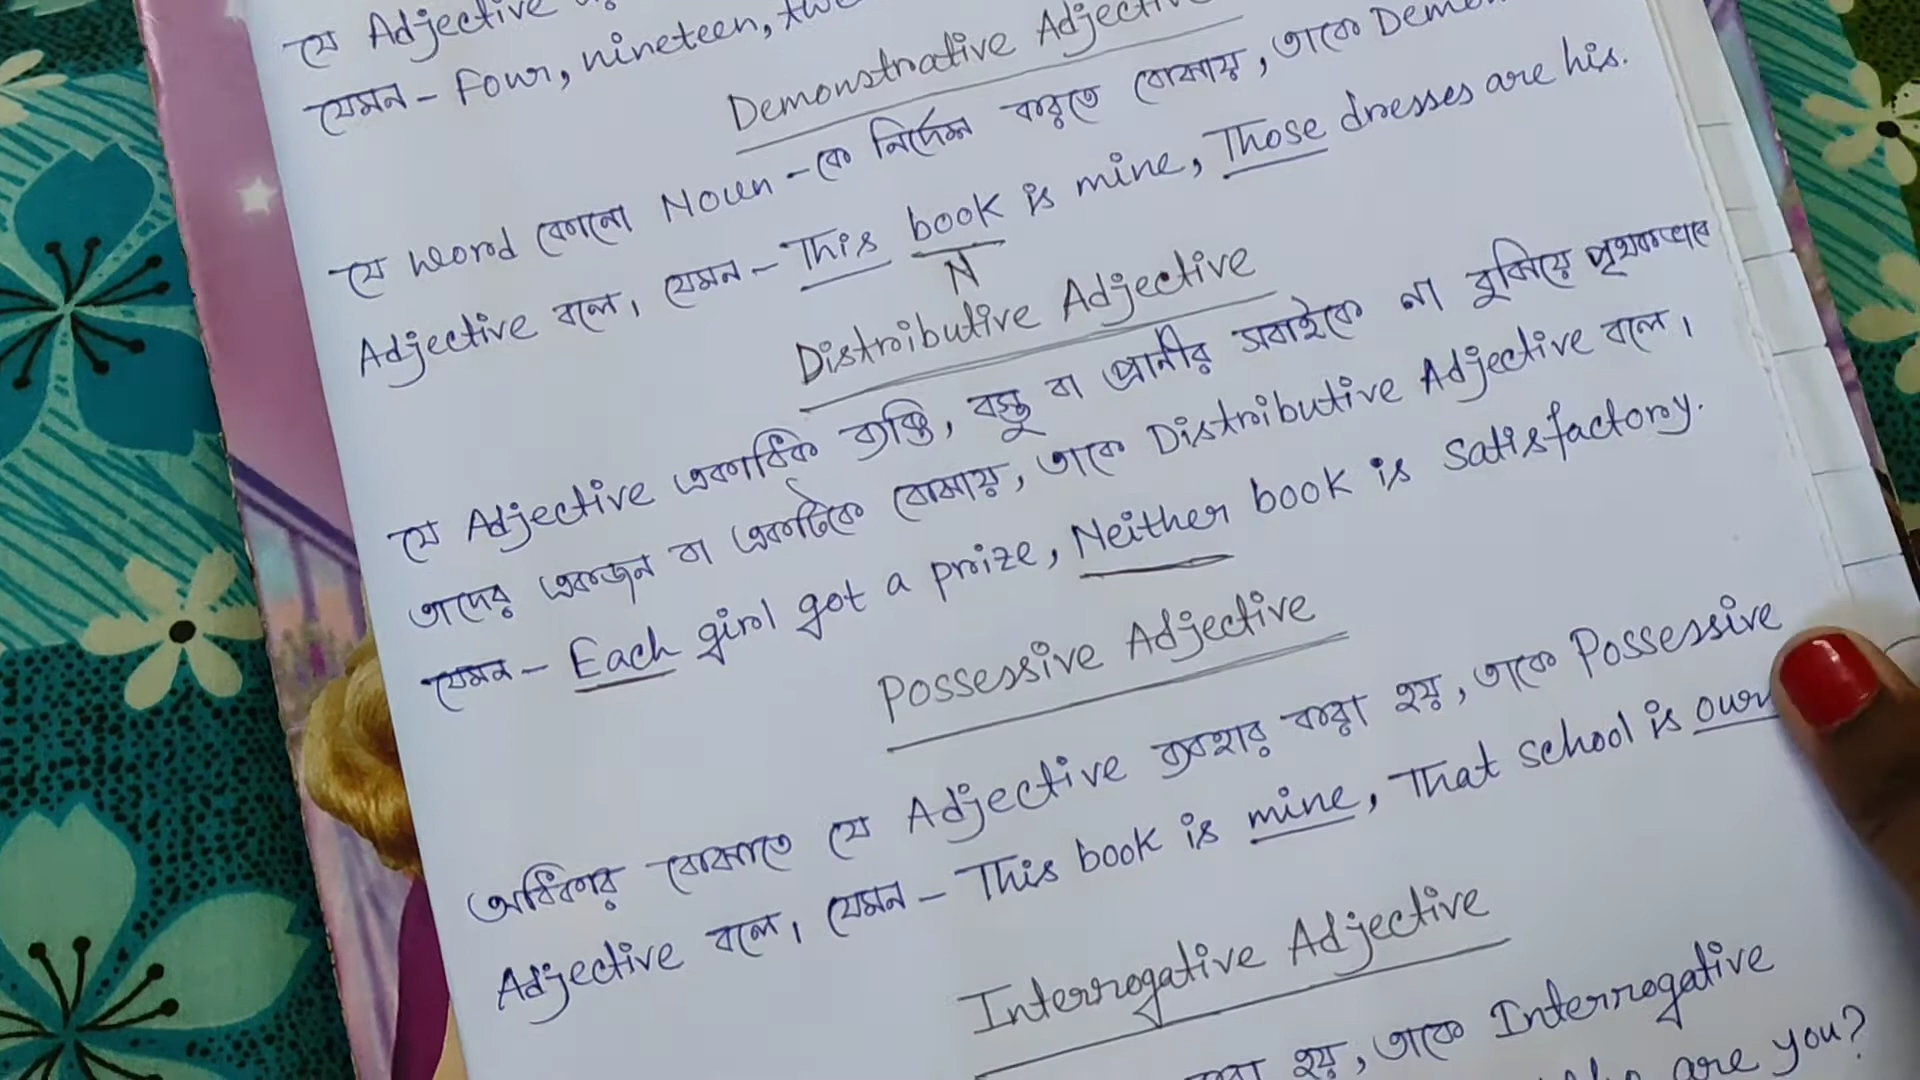 যে Adjective
যেমন - Four, nineteen,
Demonstrative Adjective
যে Word কোনো Noun - কে নির্দেশ করতে বোঝায়, তাকে
Adjective বলে। যেমন - This book is mine, Those dresses are his.
N
Distributive Adjective
যে Adjective একাধিক ব্যক্তি, বস্তু বা প্রানীর সবাইকে না বুঝিয়ে পৃথকভাবে
তাদের একজন বা একটিকে বোঝায়, তাকে Distributive Adjective বলে।
যেমন - Each girl got a prize, Neither book is satisfactory.
Possessive Adjective
অধিকার বোঝাতে যে Adjective ব্যবহার করা হয়, তাকে Possessive
Adjective বলে। যেমন - This book is mine, That school is our
Interrogative Adjective
হয়, তাকে Interrogative
are you?